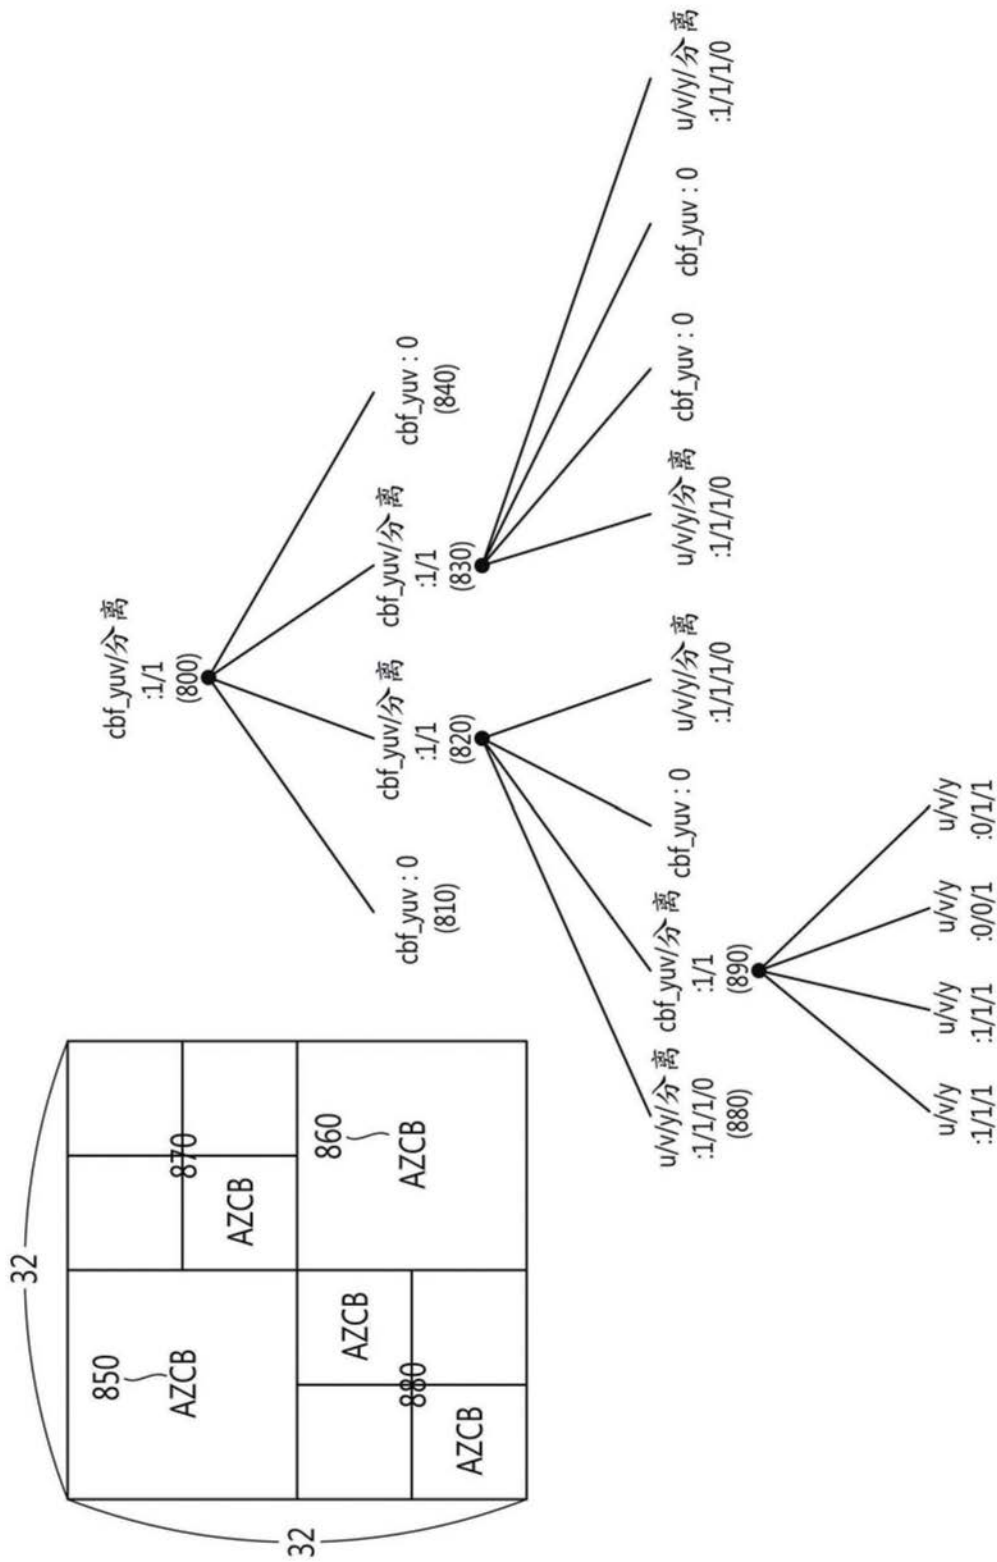 32
32
850
AZCB
870
AZCB
860
AZCB
AZCB
880
AZCB
cbf_yuv/分离
:1/1
(800)
cbf_yuv : 0
(810)
cbf_yuv/分离
:1/1
(820)
cbf_yuv/分离
:1/1
(830)
cbf_yuv : 0
(840)
u/v/y/分离
:1/1/1/0
(880)
cbf_yuv/分离
:1/1
(890)
cbf_yuv : 0
u/v/y/分离
:1/1/1/0
u/v/y/分离
:1/1/1/0
cbf_yuv : 0
cbf_yuv : 0
u/v/y/分离
:1/1/1/0
u/v/y
:1/1/1
u/v/y
:1/1/1
u/v/y
:0/0/1
u/v/y
:0/1/1